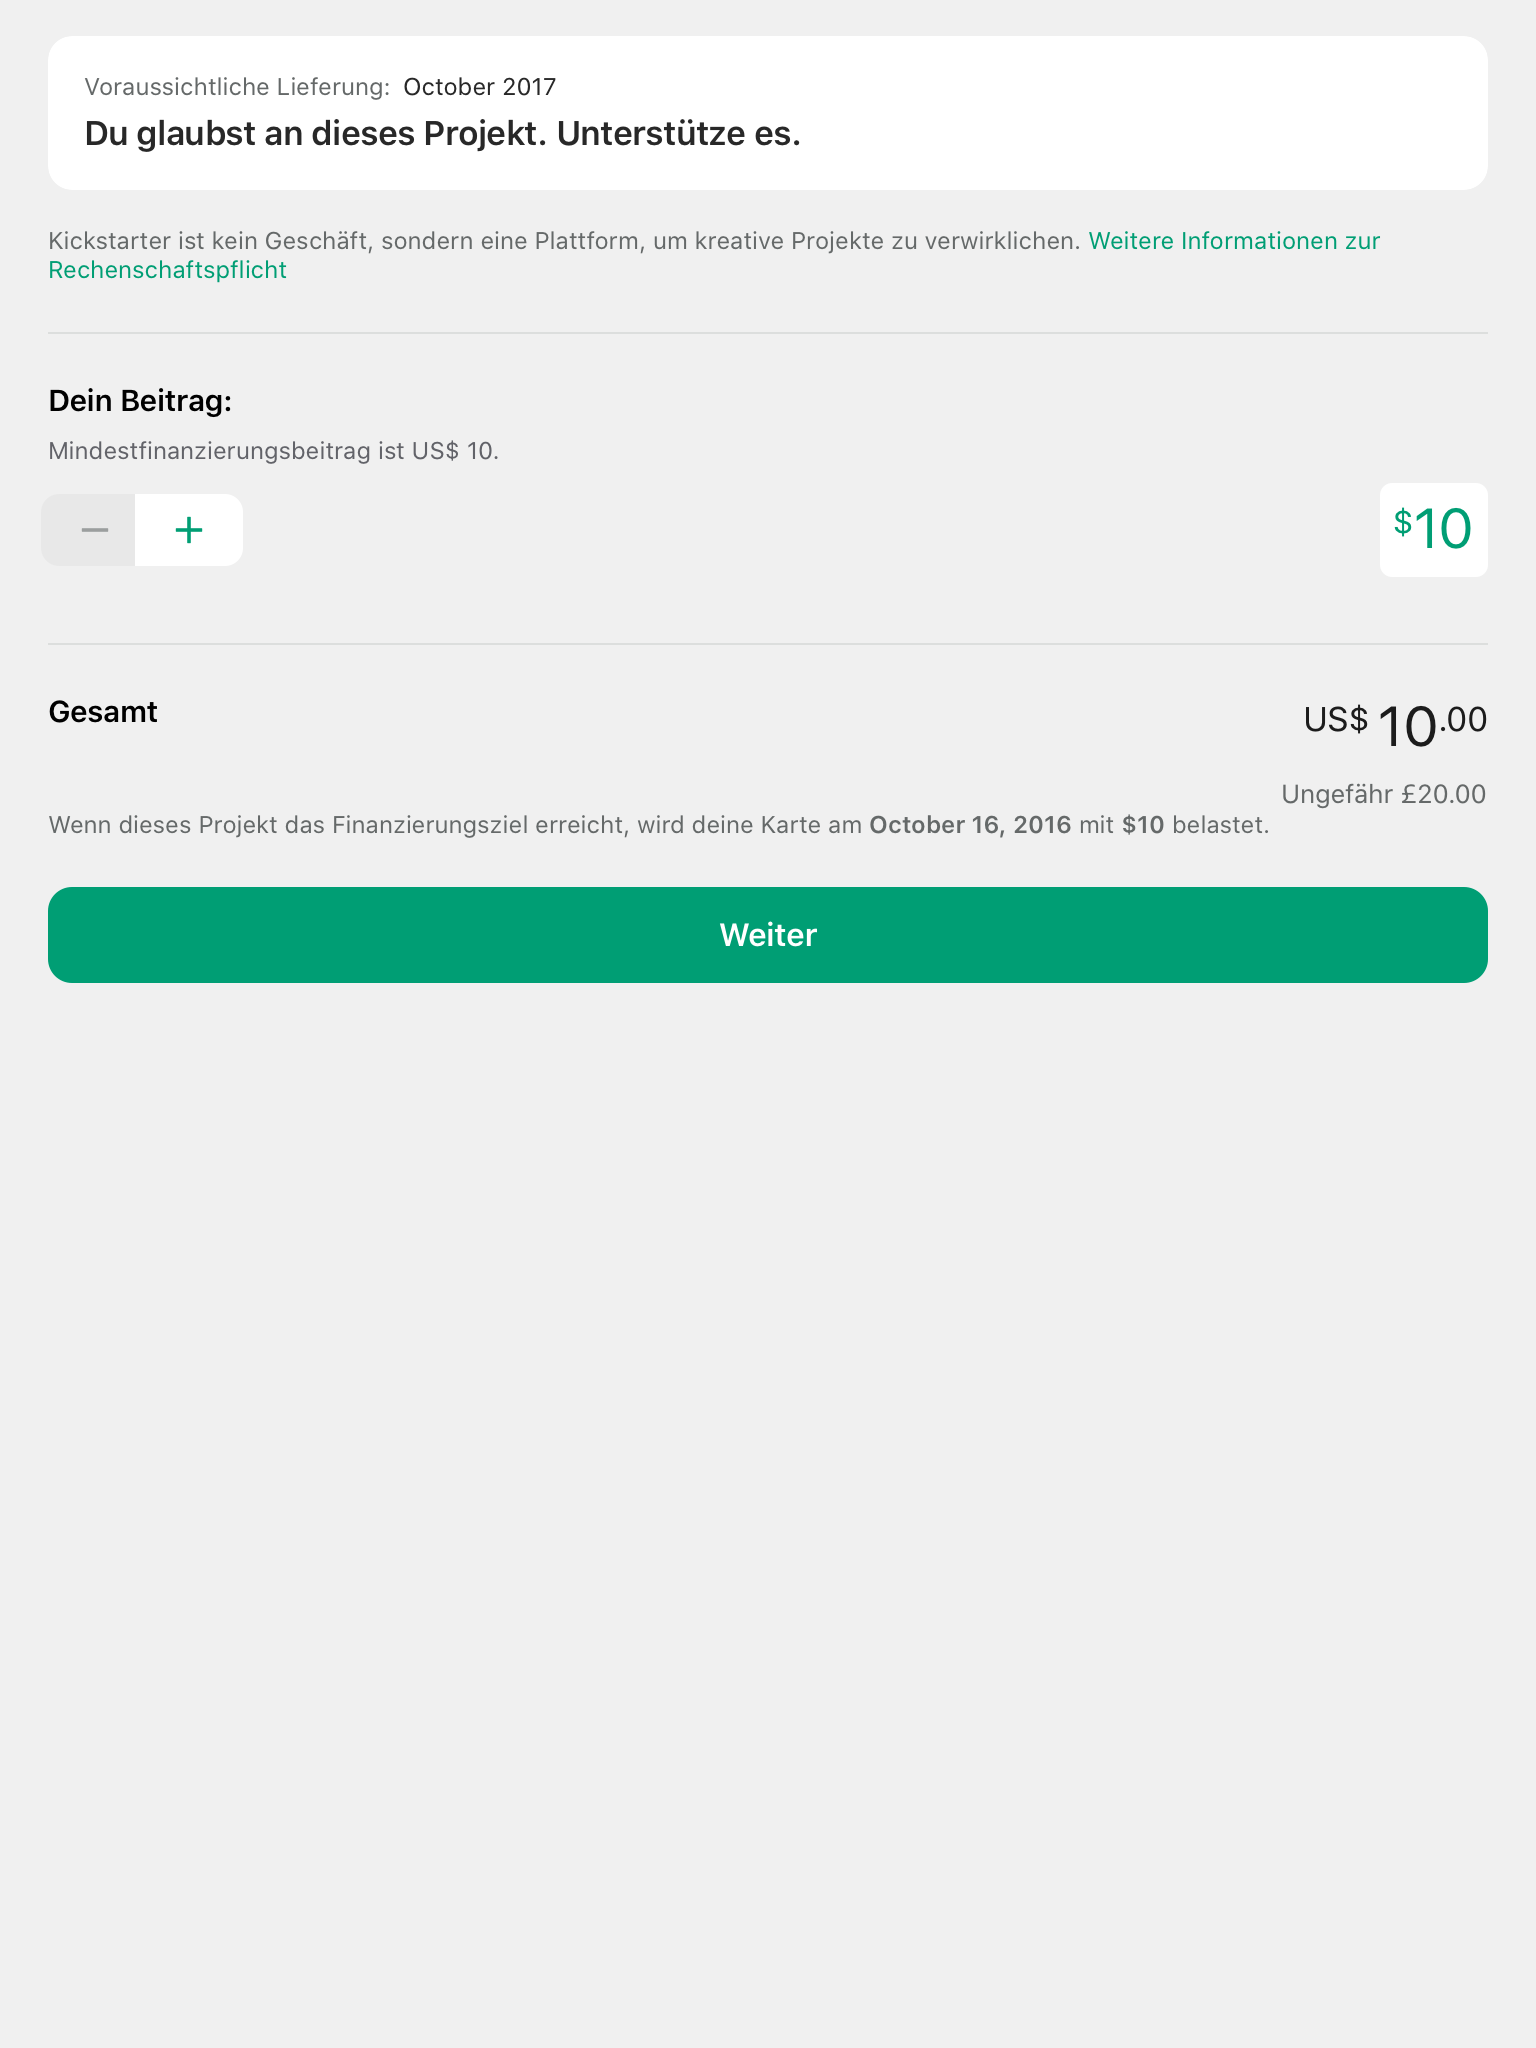 Voraussichtliche Lieferung: October 2017
Du glaubst an dieses Projekt. Unterstütze es.
Kickstarter ist kein Geschäft, sondern eine Plattform, um kreative Projekte zu verwirklichen. Weitere Informationen zur
Rechenschaftspflicht
Dein Beitrag:
Mindestfinanzierungsbeitrag ist US$ 10.
− +
$10
Gesamt
US$ 10.00
Ungefähr £20.00
Wenn dieses Projekt das Finanzierungsziel erreicht, wird deine Karte am October 16, 2016 mit $10 belastet.
Weiter